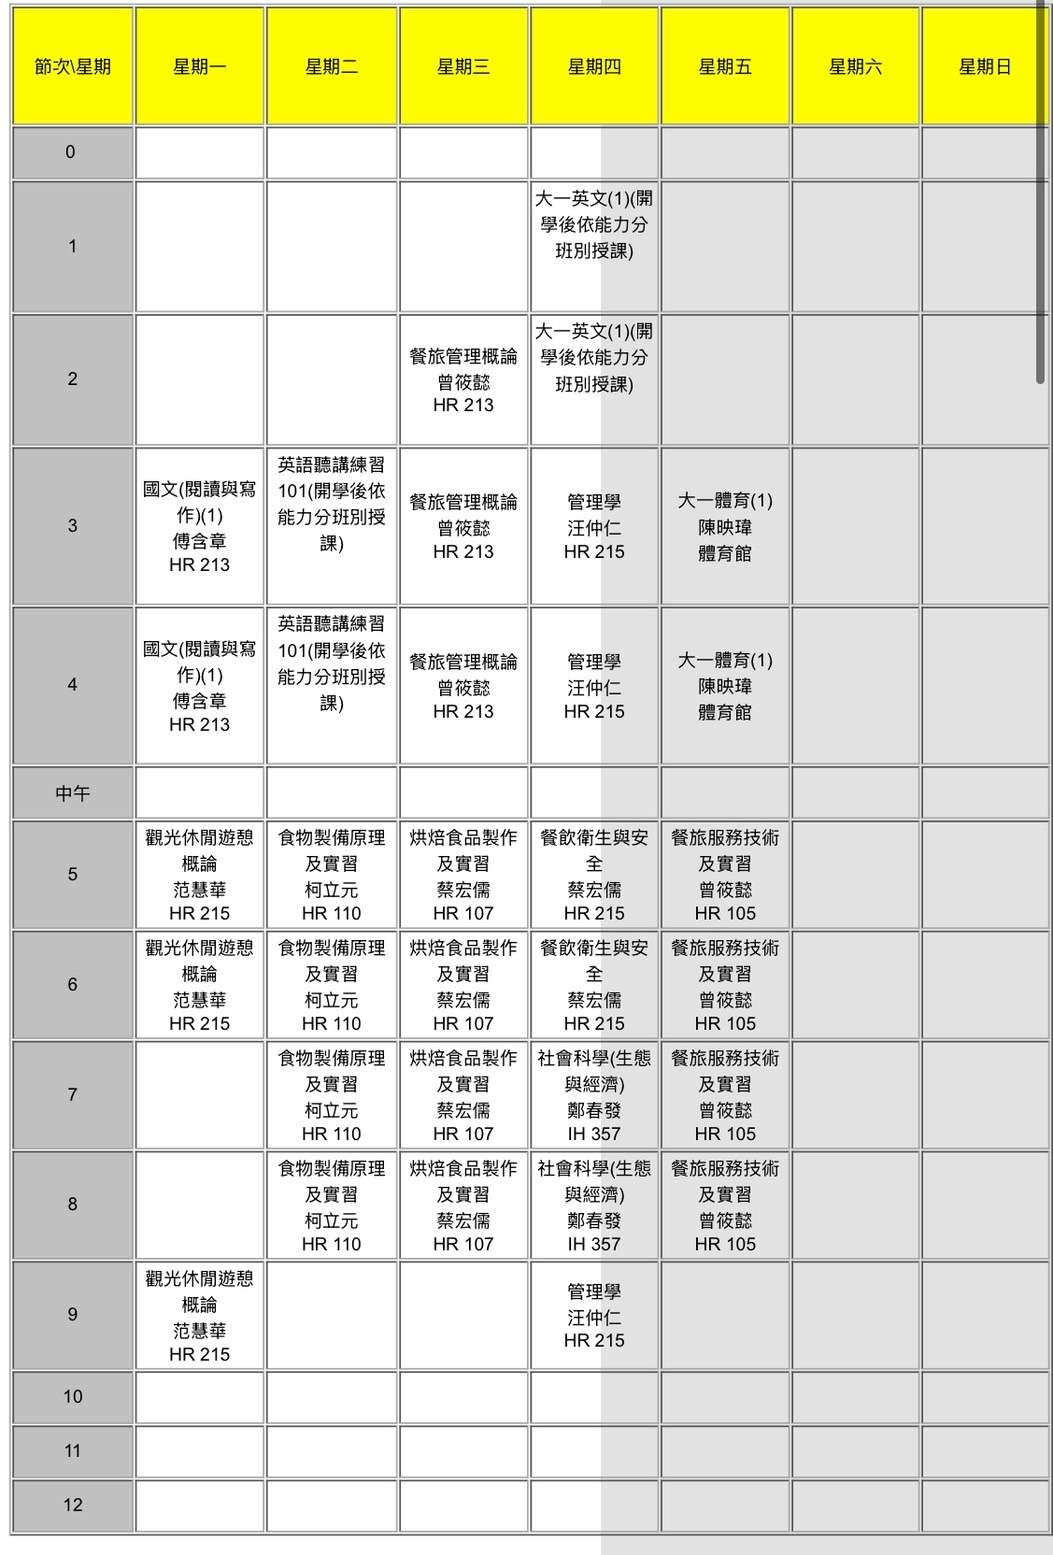 節次\星期 星期一 星期二 星期三 星期四 星期五 星期六 星期日
0
1
大一英文(1)(開
學後依能力分
班別授課)
2
餐旅管理概論
曾筱懿
HR 213
大一英文(1)(開
學後依能力分
班別授課)
3
國文(閱讀與寫
作)(1)
傅含章
HR 213
英語聽講練習
101(開學後依
能力分班別授
課)
餐旅管理概論
曾筱懿
HR 213
管理學
汪仲仁
HR 215
大一體育(1)
陳映瑋
體育館
4
國文(閱讀與寫
作)(1)
傅含章
HR 213
英語聽講練習
101(開學後依
能力分班別授
課)
餐旅管理概論
曾筱懿
HR 213
管理學
汪仲仁
HR 215
大一體育(1)
陳映瑋
體育館
中午
5
觀光休閒遊憩
概論
范慧華
HR 215
食物製備原理
及實習
柯立元
HR 110
烘焙食品製作
及實習
蔡宏儒
HR 107
餐飲衛生與安
全
蔡宏儒
HR 215
餐旅服務技術
及實習
曾筱懿
HR 105
6
觀光休閒遊憩
概論
范慧華
HR 215
食物製備原理
及實習
柯立元
HR 110
烘焙食品製作
及實習
蔡宏儒
HR 107
餐飲衛生與安
全
蔡宏儒
HR 215
餐旅服務技術
及實習
曾筱懿
HR 105
7
食物製備原理
及實習
柯立元
HR 110
烘焙食品製作
及實習
蔡宏儒
HR 107
社會科學(生態
與經濟)
鄭春發
IH 357
餐旅服務技術
及實習
曾筱懿
HR 105
8
食物製備原理
及實習
柯立元
HR 110
烘焙食品製作
及實習
蔡宏儒
HR 107
社會科學(生態
與經濟)
鄭春發
IH 357
餐旅服務技術
及實習
曾筱懿
HR 105
9
觀光休閒遊憩
概論
范慧華
HR 215
管理學
汪仲仁
HR 215
10
11
12